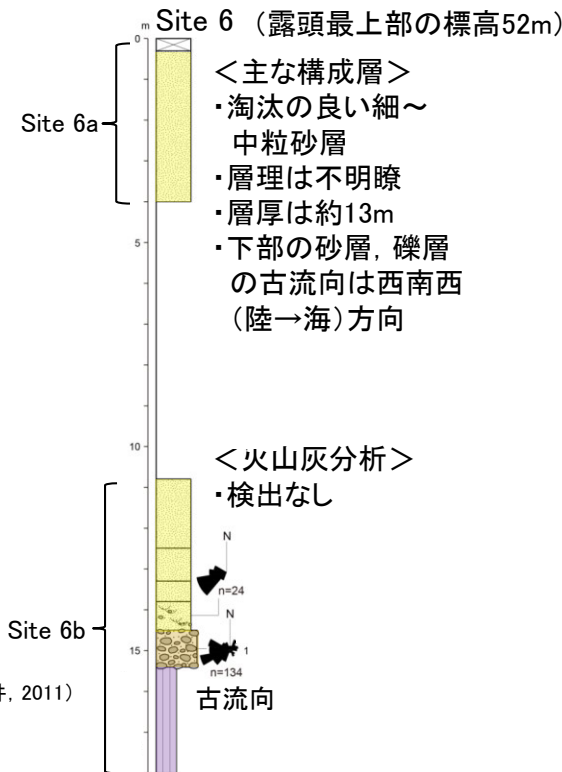 m
Site 6 (露頭最上部の標高52m)
0
<主な構成層>
・淘汰の良い細～
中粒砂層
・層理は不明瞭
・層厚は約13m
・下部の砂層, 礫層
の古流向は西南西
(陸→海)方向
Site 6a
5
10
<火山灰分析>
・検出なし
N
n=24
N
Site 6b
15
1
n=134
, 2011)
古流向